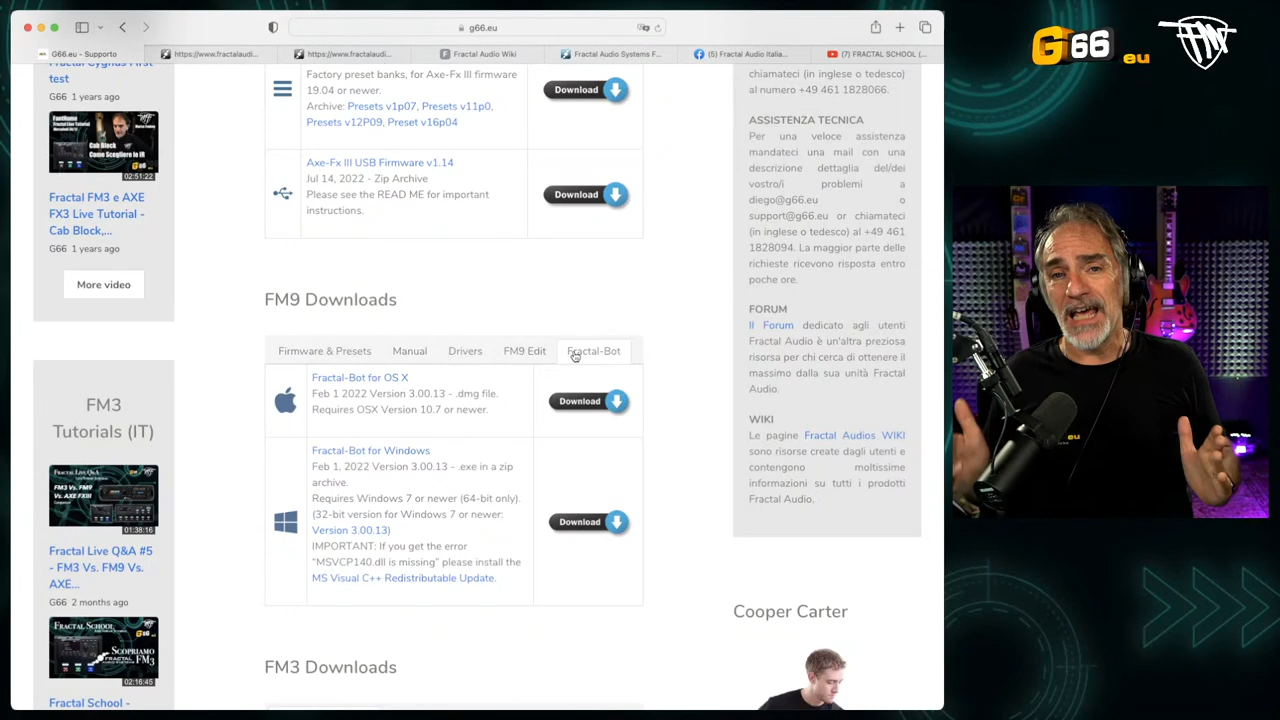 g66.eu
G66.eu - Supporto
https://www.fractalaudi...
https://www.fractalaudi...
Fractal Audio Wiki
Fractal Audio Systems F...
(5) Fractal Audio Italia...
(7) FRACTAL SCHOOL (...
G66
eu
Fractal Cygnus First
test
G66 1 years ago
02:51:22
Fractal FM3 e AXE
FX3 Live Tutorial -
Cab Block,...
G66 1 years ago
More video
FM3
Tutorials (IT)
01:38:16
Fractal Live Q&A #5
- FM3 Vs. FM9 Vs.
AXE...
G66 2 months ago
02:16:45
Fractal School -
Factory preset banks, for Axe-Fx III firmware
19.04 or newer.
Archive: Presets v1p07, Presets v11p0,
Presets v12P09, Preset v16p04
Download
Axe-Fx III USB Firmware v1.14
Jul 14, 2022 - Zip Archive
Please see the READ ME for important
instructions.
Download
FM9 Downloads
Firmware & Presets
Manual
Drivers
FM9 Edit
Fractal-Bot
Fractal-Bot for OS X
Feb 1 2022 Version 3.00.13 - .dmg file.
Requires OSX Version 10.7 or newer.
Download
Fractal-Bot for Windows
Feb 1, 2022 Version 3.00.13 - .exe in a zip
archive.
Requires Windows 7 or newer (64-bit only).
(32-bit version for Windows 7 or newer:
Version 3.00.13)
IMPORTANT: If you get the error
“MSVCP140.dll is missing” please install the
MS Visual C++ Redistributable Update.
Download
FM3 Downloads
chiamateci (in inglese o tedesco)
al numero +49 461 1828066.
ASSISTENZA TECNICA
Per una veloce assistenza
mandateci una mail con una
descrizione dettaglia del/dei
vostro/i problemi a
diego@g66.eu o
support@g66.eu or chiamateci
(in inglese o tedesco) al +49 461
1828094. La maggior parte delle
richieste ricevono risposta entro
poche ore.
FORUM
Il Forum dedicato agli utenti
Fractal Audio è un'altra preziosa
risorsa per chi cerca di ottenere il
massimo dalla sua unità Fractal
Audio.
WIKI
Le pagine Fractal Audios WIKI
sono risorse create dagli utenti e
contengono moltissime
informazioni su tutti i prodotti
Fractal Audio.
Cooper Carter